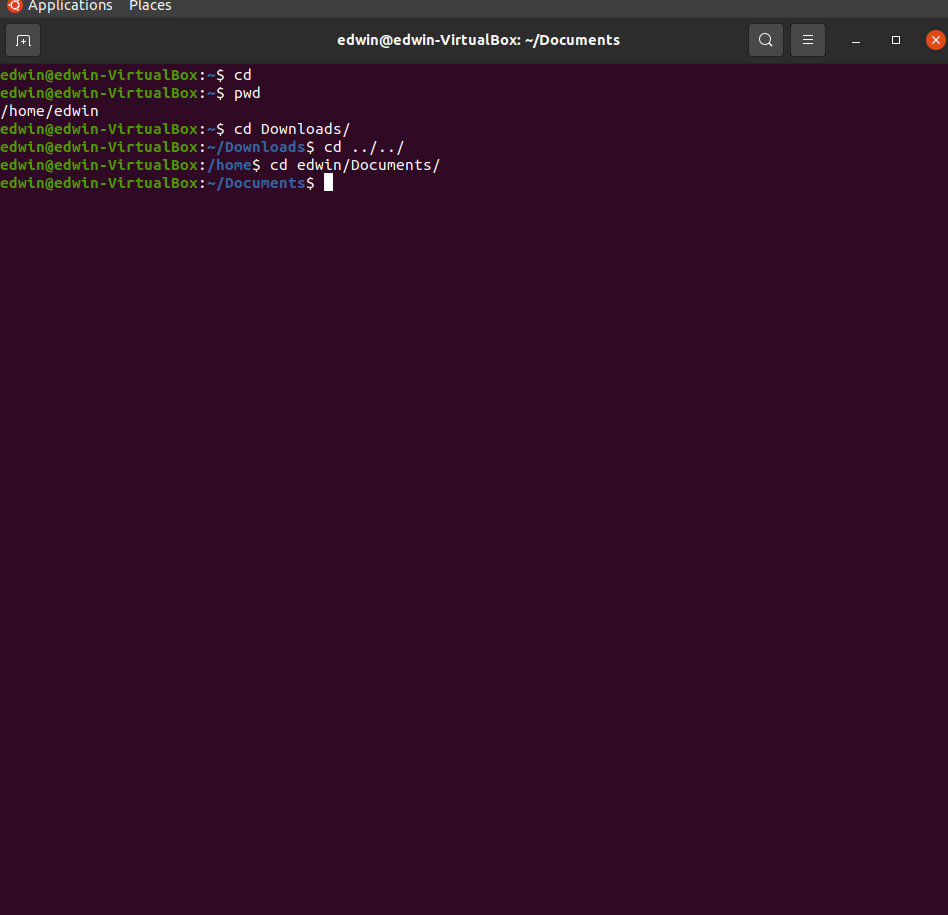 Applications Places
edwin@edwin-VirtualBox: ~/Documents
edwin@edwin-VirtualBox:~$ cd
edwin@edwin-VirtualBox:~$ pwd
/home/edwin
edwin@edwin-VirtualBox:~$ cd Downloads/
edwin@edwin-VirtualBox:~/Downloads$ cd ../../
edwin@edwin-VirtualBox:/home$ cd edwin/Documents/
edwin@edwin-VirtualBox:~/Documents$